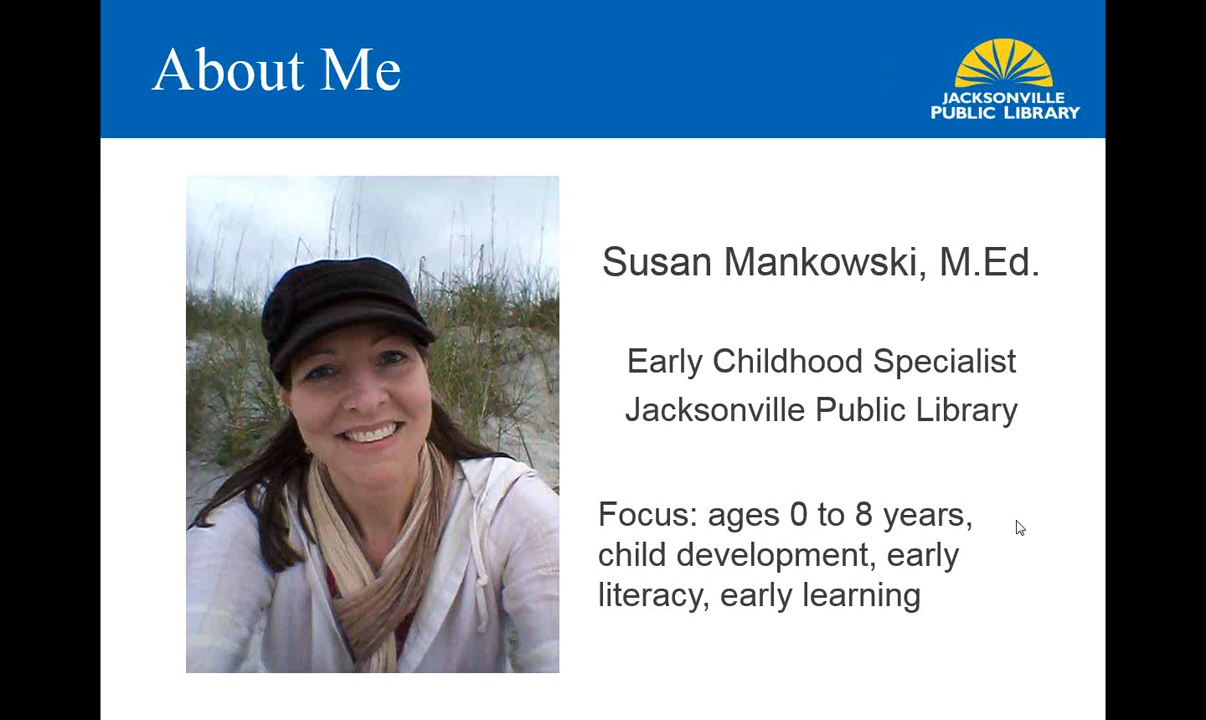 About Me
JACKSONVILLE
PUBLIC LIBRARY
Susan Mankowski, M.Ed.
Early Childhood Specialist
Jacksonville Public Library
Focus: ages 0 to 8 years,
child development, early
literacy, early learning